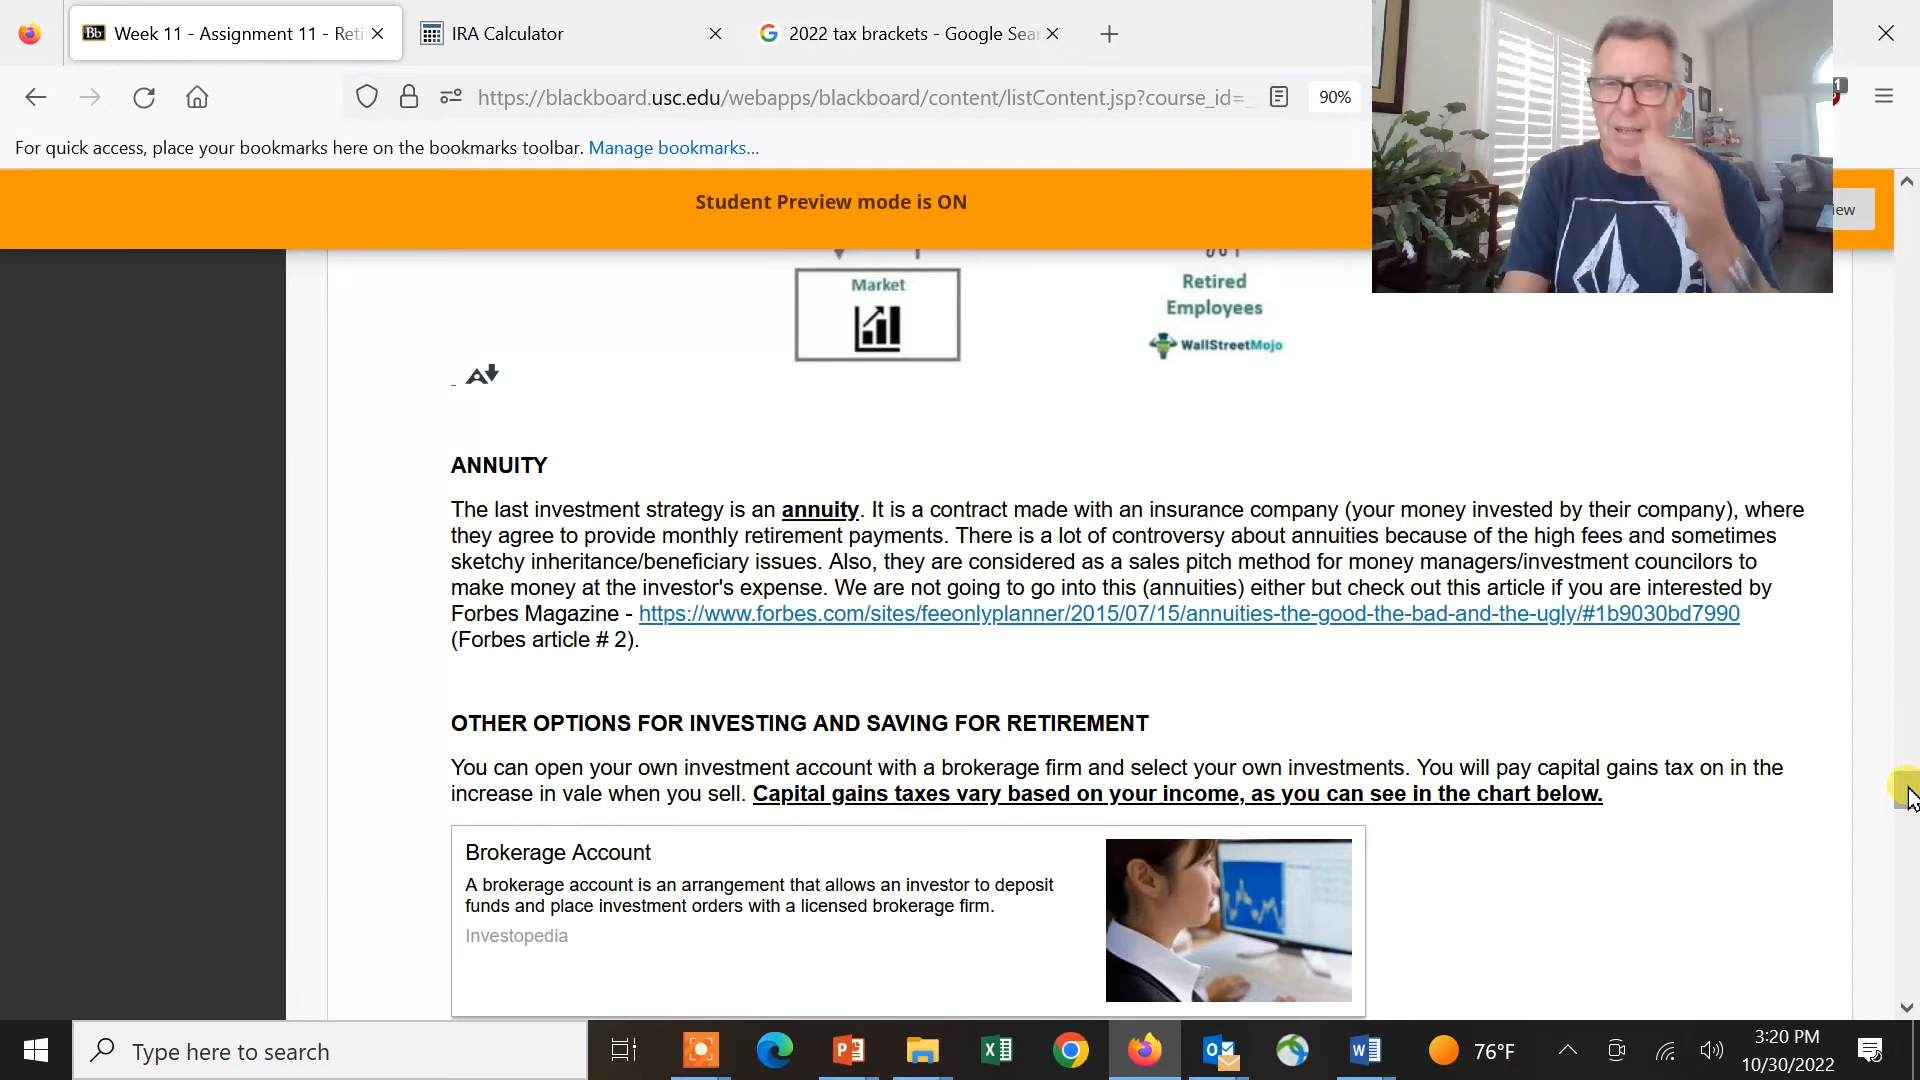 Week 11 - Assignment 11 - Reti
IRA Calculator
2022 tax brackets - Google Sea
https://blackboard.usc.edu/webapps/blackboard/content/listContent.jsp?course_id=_
90%
1
For quick access, place your bookmarks here on the bookmarks toolbar. Manage bookmarks...
Student Preview mode is ON
iew
Market
Retired
Employees
WallStreetMojo
ANNUITY
The last investment strategy is an annuity. It is a contract made with an insurance company (your money invested by their company), where
they agree to provide monthly retirement payments. There is a lot of controversy about annuities because of the high fees and sometimes
sketchy inheritance/beneficiary issues. Also, they are considered as a sales pitch method for money managers/investment councilors to
make money at the investor's expense. We are not going to go into this (annuities) either but check out this article if you are interested by
Forbes Magazine - https://www.forbes.com/sites/feeonlyplanner/2015/07/15/annuities-the-good-the-bad-and-the-ugly/#1b9030bd7990
(Forbes article # 2).
OTHER OPTIONS FOR INVESTING AND SAVING FOR RETIREMENT
You can open your own investment account with a brokerage firm and select your own investments. You will pay capital gains tax on in the
increase in vale when you sell. Capital gains taxes vary based on your income, as you can see in the chart below.
Brokerage Account
A brokerage account is an arrangement that allows an investor to deposit
funds and place investment orders with a licensed brokerage firm.
Investopedia
Type here to search
76°F
3:20 PM
10/30/2022